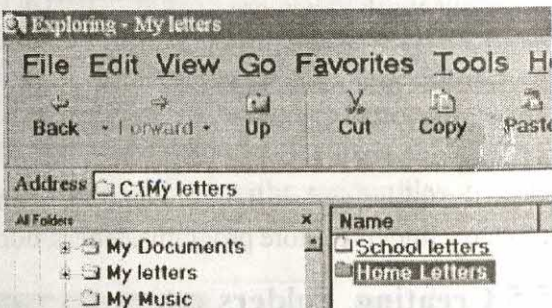 Exploring - My letters
File Edit View Go Favorites Tools
Back Forward Up Cut Copy Paste
Address C:\My letters
All Folders x Name
My Documents School letters
My letters Home Letters
My Music